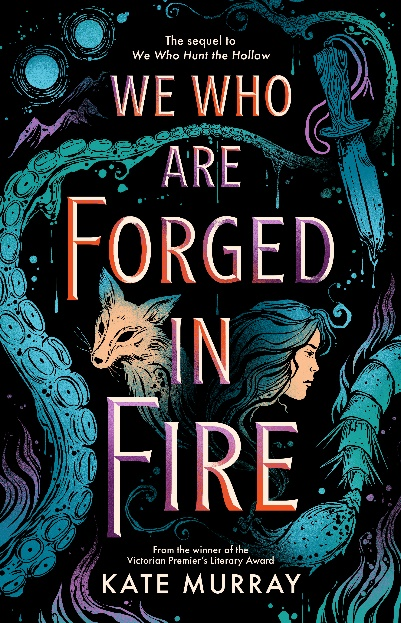 The sequel to
We Who Hunt the Hollow
WE WHO
ARE
FORGED
IN
FIRE
From the winner of the
Victorian Premier's Literary Award
KATE MURRAY